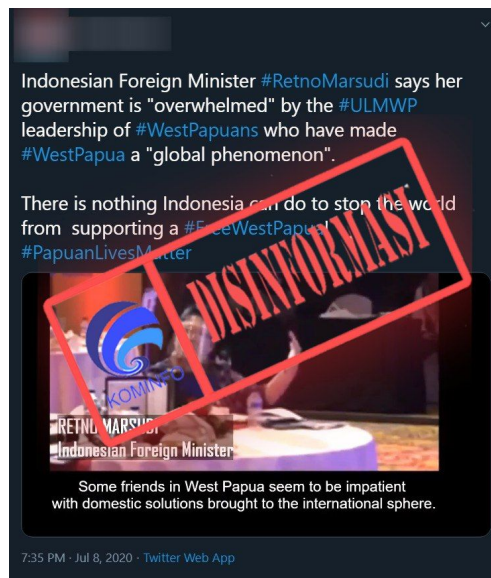 Indonesian Foreign Minister #RetnoMarsudi says her
government is "overwhelmed" by the #ULMWP
leadership of #WestPapuans who have made
#WestPapua a "global phenomenon".
There is nothing Indonesia can do to stop the world
from supporting a #FreeWestPapua!
#PapuanLivesMatter
DISINFORMASI
KOMINFO
RETNO MARSUDI
Indonesian Foreign Minister
Some friends in West Papua seem to be impatient
with domestic solutions brought to the international sphere.
7:35 PM · Jul 8, 2020 · Twitter Web App